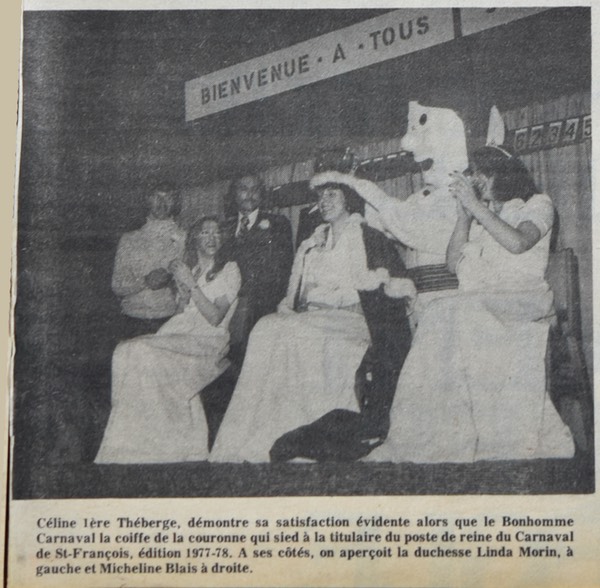 BIENVENUE - A - TOUS
2345
Céline 1ère Théberge, démontre sa satisfaction évidente alors que le Bonhomme
Carnaval la coiffe de la couronne qui sied à la titulaire du poste de reine du Carnaval
de St-François, édition 1977-78. A ses côtés, on aperçoit la duchesse Linda Morin, à
gauche et Micheline Blais à droite.